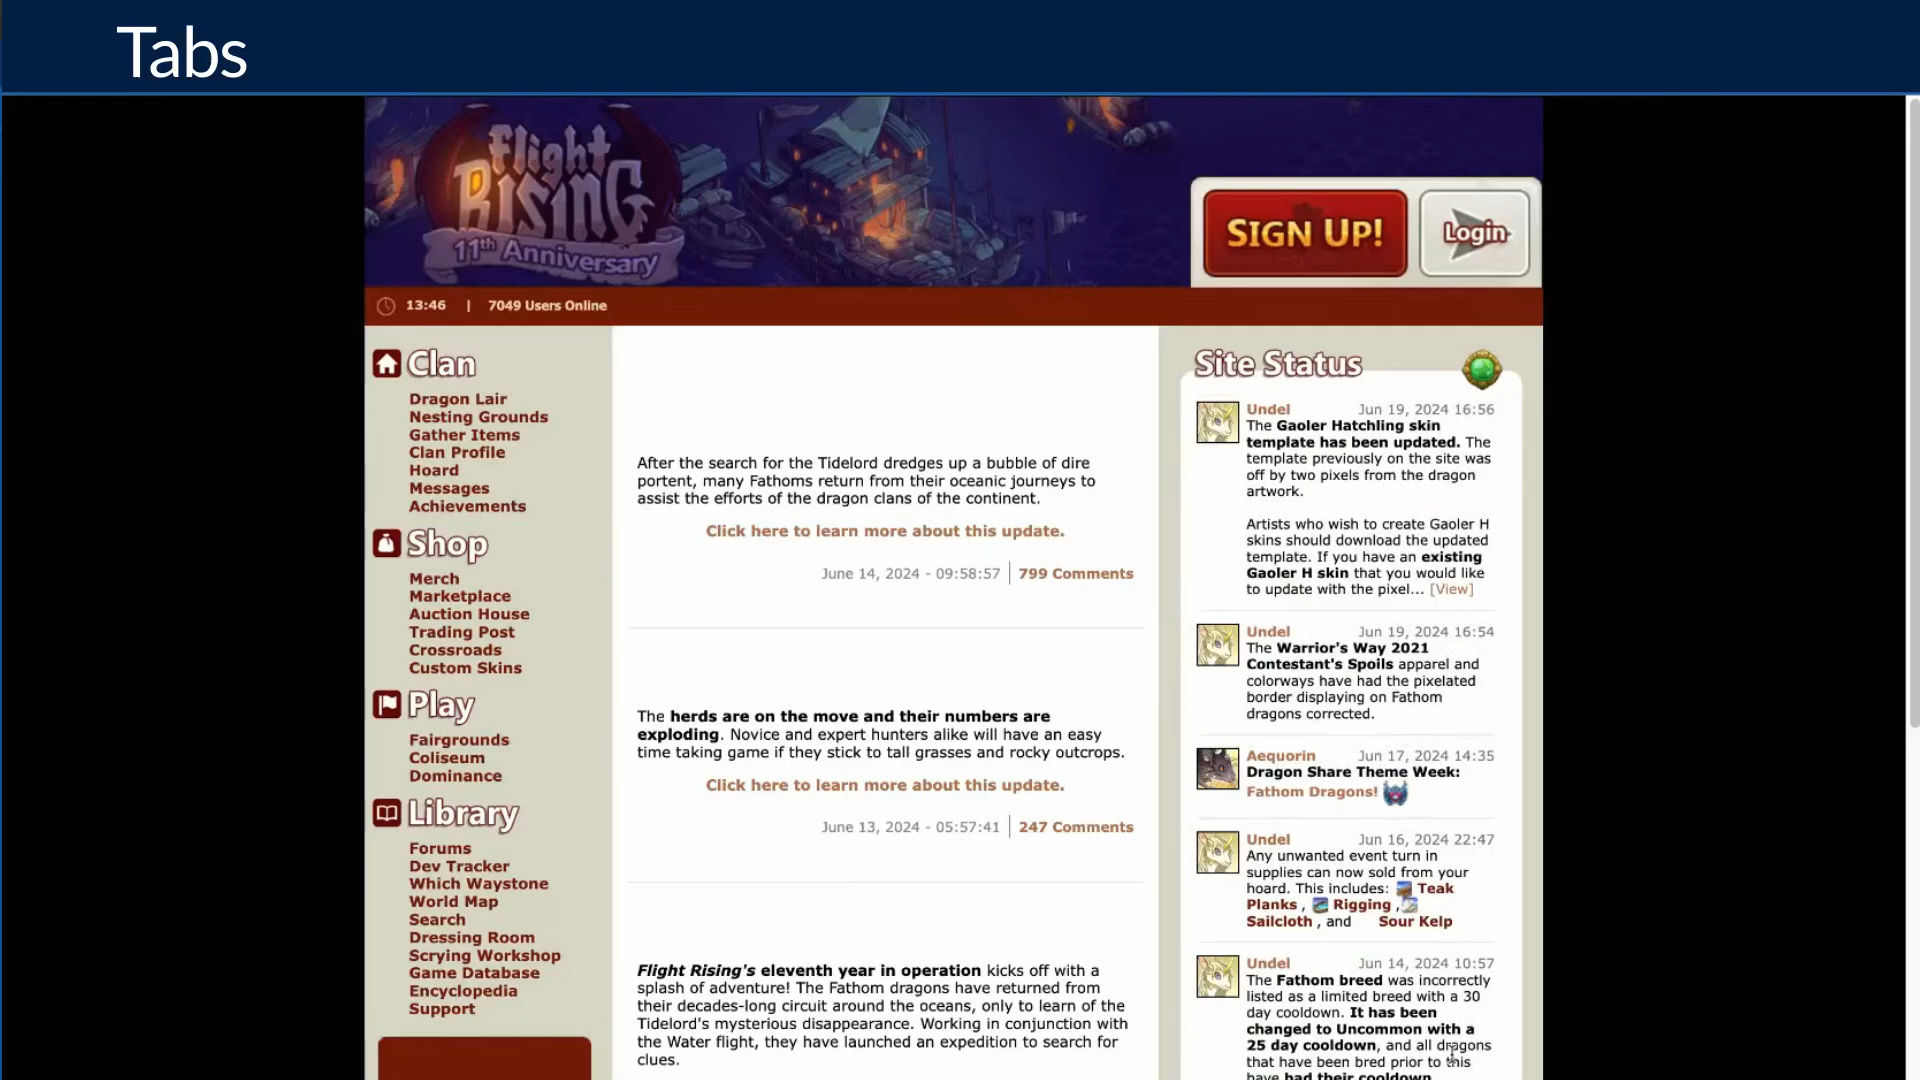 Tabs
Flight
RISING
11th Anniversary
SIGN UP!
Login
13:46 | 7049 Users Online
Clan
Dragon Lair
Nesting Grounds
Gather Items
Clan Profile
Hoard
Messages
Achievements
Shop
Merch
Marketplace
Auction House
Trading Post
Crossroads
Custom Skins
Play
Fairgrounds
Coliseum
Dominance
Library
Forums
Dev Tracker
Which Waystone
World Map
Search
Dressing Room
Scrying Workshop
Game Database
Encyclopedia
Support
After the search for the Tidelord dredges up a bubble of dire
portent, many Fathoms return from their oceanic journeys to
assist the efforts of the dragon clans of the continent.
Click here to learn more about this update.
June 14, 2024 - 09:58:57 | 799 Comments
The herds are on the move and their numbers are
exploding. Novice and expert hunters alike will have an easy
time taking game if they stick to tall grasses and rocky outcrops.
Click here to learn more about this update.
June 13, 2024 - 05:57:41 | 247 Comments
Flight Rising's eleventh year in operation kicks off with a
splash of adventure! The Fathom dragons have returned from
their decades-long circuit around the oceans, only to learn of the
Tidelord's mysterious disappearance. Working in conjunction with
the Water flight, they have launched an expedition to search for
clues.
Site Status
Undel Jun 19, 2024 16:56
The Gaoler Hatchling skin
template has been updated. The
template previously on the site was
off by two pixels from the dragon
artwork.
Artists who wish to create Gaoler H
skins should download the updated
template. If you have an existing
Gaoler H skin that you would like
to update with the pixel... [View]
Undel Jun 19, 2024 16:54
The Warrior's Way 2021
Contestant's Spoils apparel and
colorways have had the pixelated
border displaying on Fathom
dragons corrected.
Aequorin Jun 17, 2024 14:35
Dragon Share Theme Week:
Fathom Dragons!
Undel Jun 16, 2024 22:47
Any unwanted event turn in
supplies can now sold from your
hoard. This includes: Teak
Planks , Rigging ,
Sailcloth , and Sour Kelp
Undel Jun 14, 2024 10:57
The Fathom breed was incorrectly
listed as a limited breed with a 30
day cooldown. It has been
changed to Uncommon with a
25 day cooldown, and all dragons
that have been bred prior to this
have had their cooldown